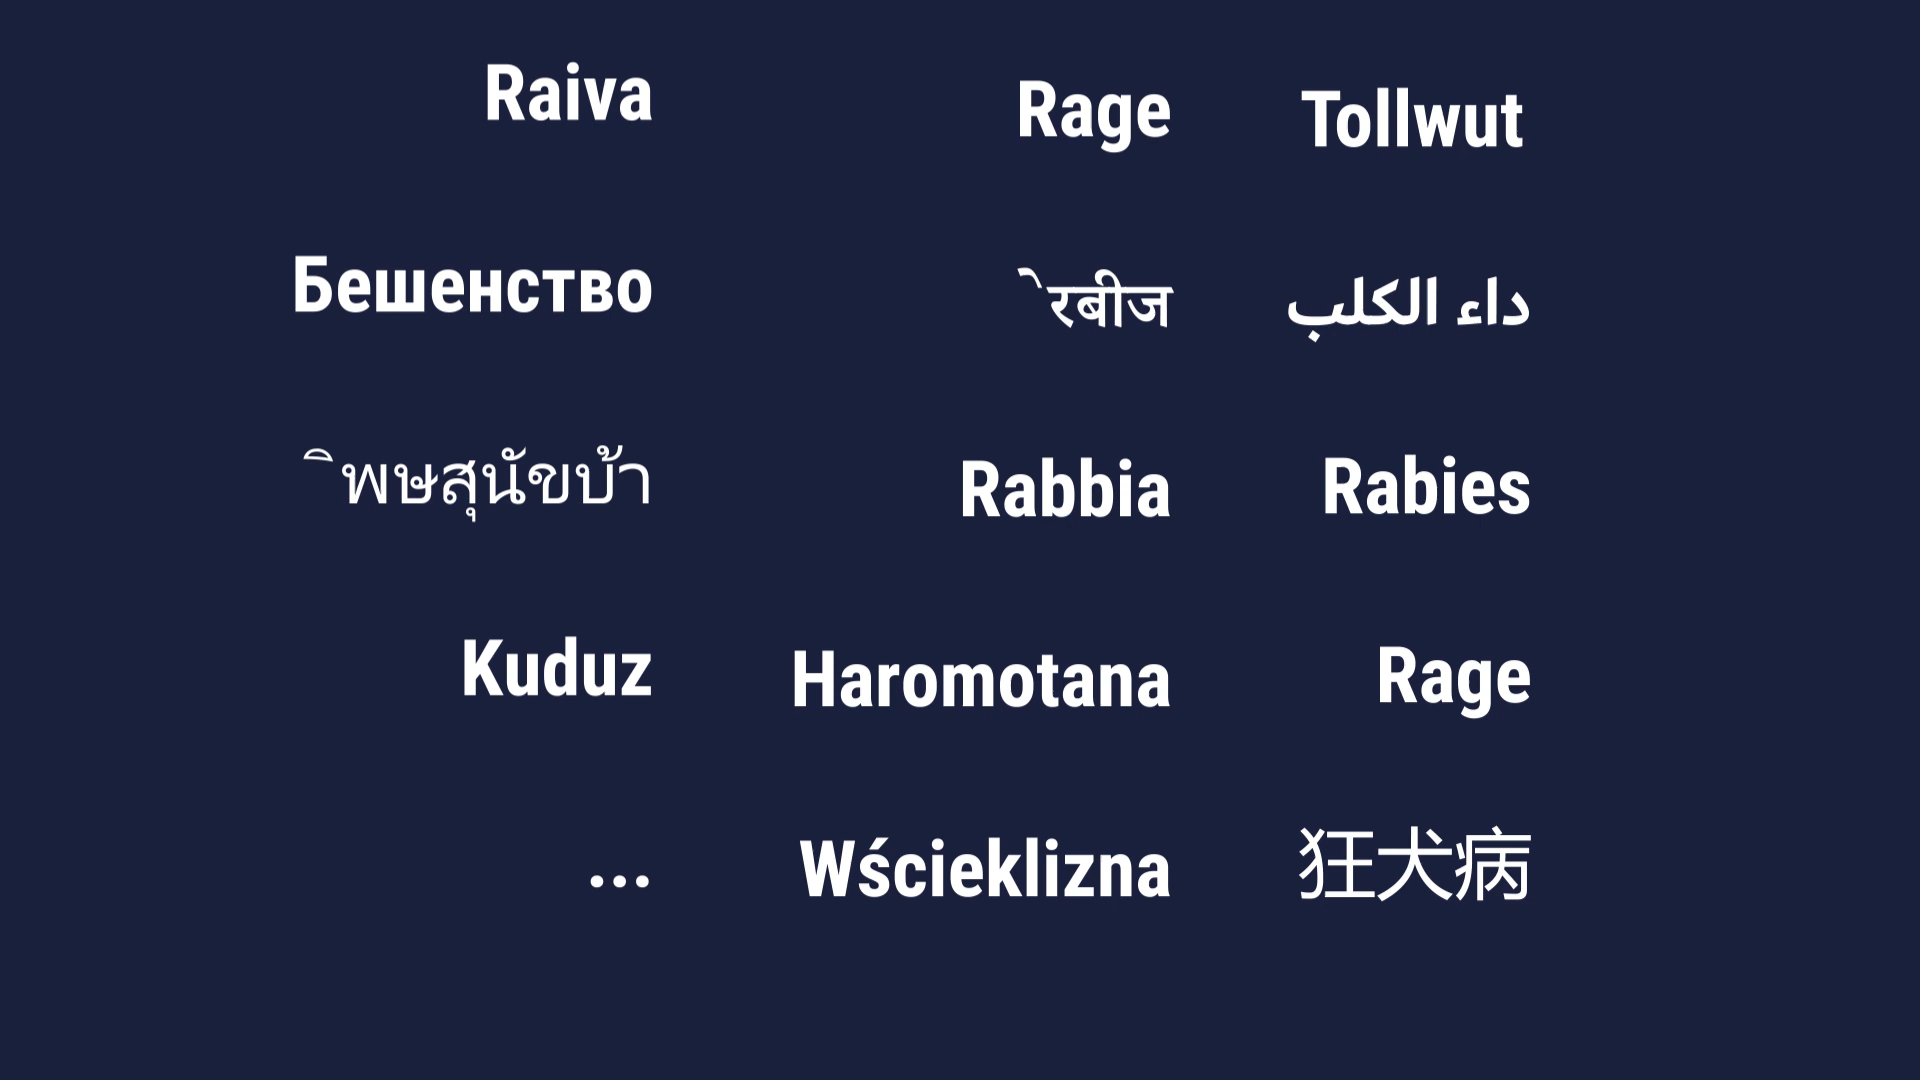 Raiva
Rage
Tollwut
Бешенство
ेरबीज
داء الكلب
ิพษสุนัขบ้า
Rabbia
Rabies
Kuduz
Haromotana
Rage
...
Wścieklizna
狂犬病